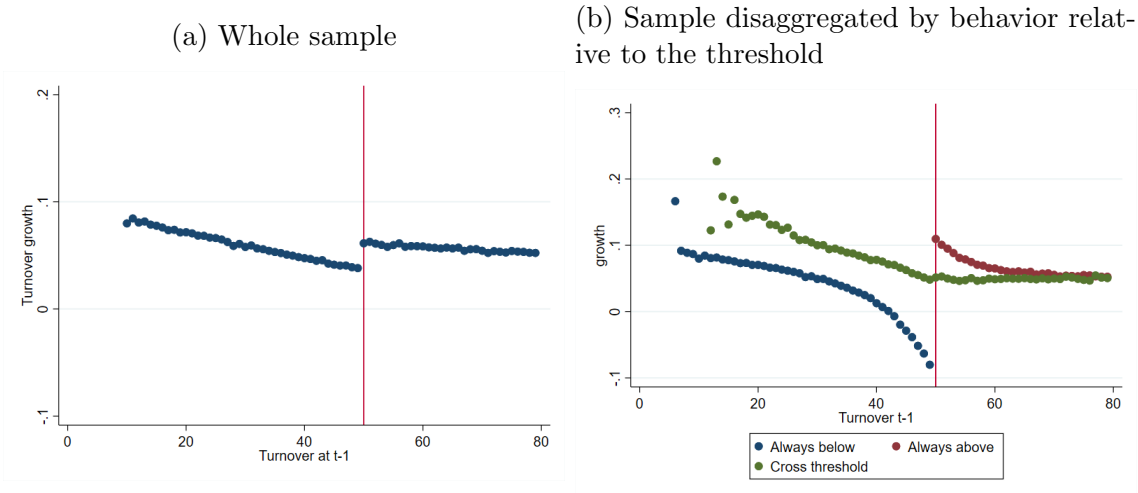 (a) Whole sample
Turnover growth
.2
.1
0
-.1
0 20 40 60 80
Turnover at t-1
(b) Sample disaggregated by behavior relat-
ive to the threshold
growth
.3
.2
.1
0
-.1
0 20 40 60 80
Turnover t-1
Always below Always above
Cross threshold